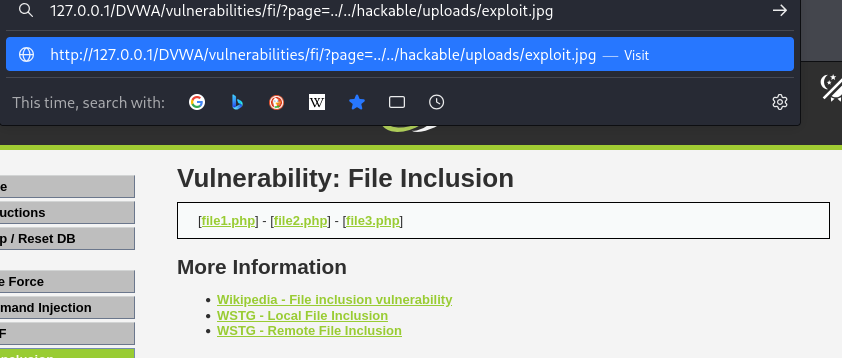 127.0.0.1/DVWA/vulnerabilities/fi/?page=../../hackable/uploads/exploit.jpg
http://127.0.0.1/DVWA/vulnerabilities/fi/?page=../../hackable/uploads/exploit.jpg — Visit
This time, search with:
W
Vulnerability: File Inclusion
e
uctions
p / Reset DB
e Force
mand Injection
F
[file1.php] - [file2.php] - [file3.php]
More Information
Wikipedia - File inclusion vulnerability
WSTG - Local File Inclusion
WSTG - Remote File Inclusion